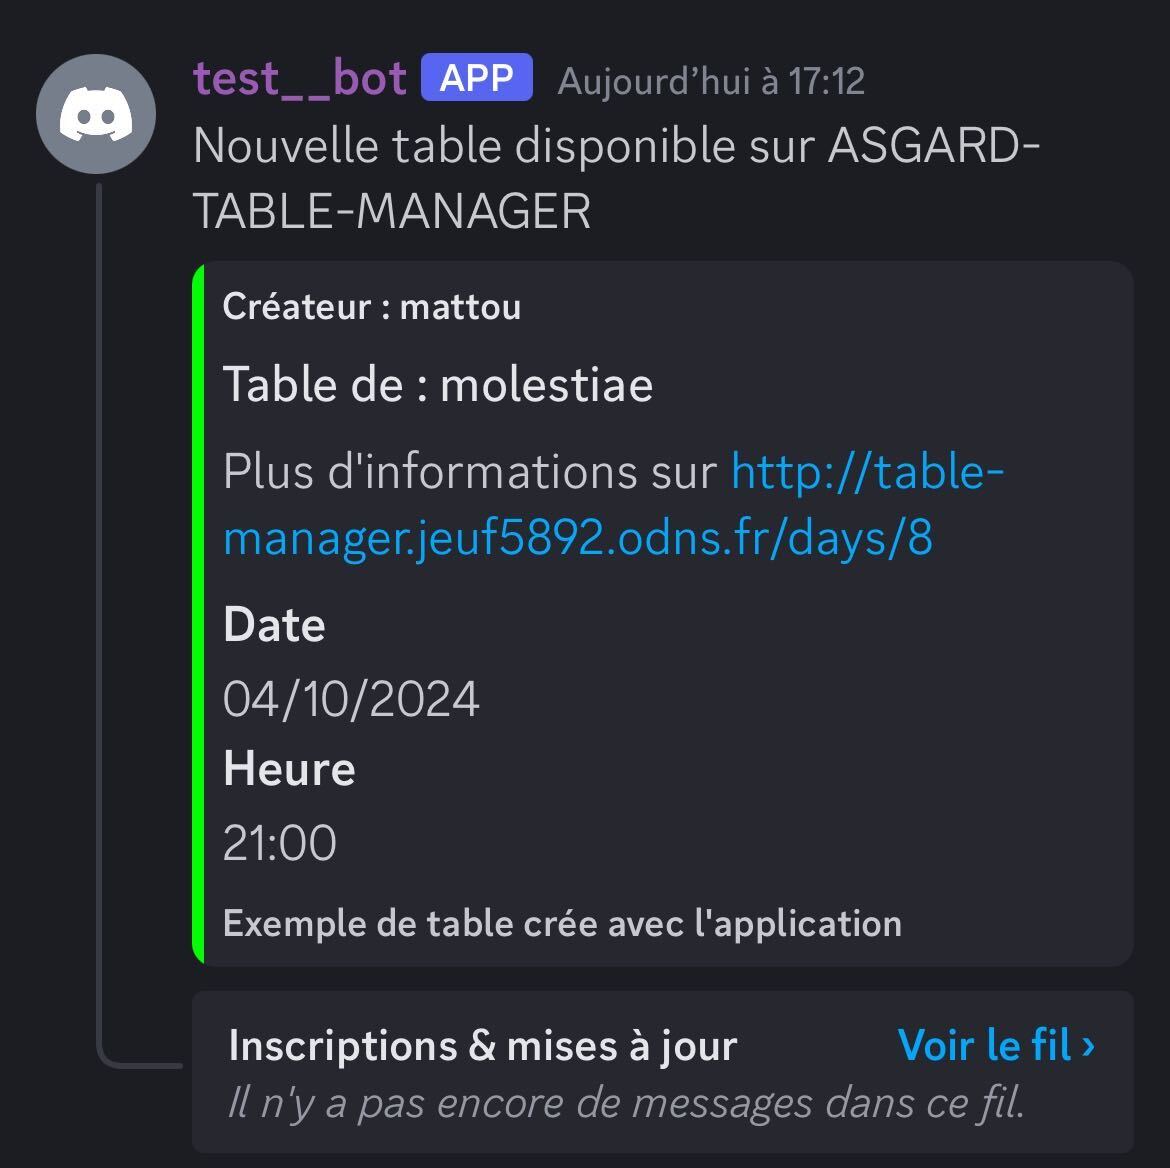 test__bot APP Aujourd’hui à 17:12
Nouvelle table disponible sur ASGARD-
TABLE-MANAGER
Créateur : mattou
Table de : molestiae
Plus d'informations sur http://table-
manager.jeuf5892.odns.fr/days/8
Date
04/10/2024
Heure
21:00
Exemple de table crée avec l'application
Inscriptions & mises à jour Voir le fil ›
Il n'y a pas encore de messages dans ce fil.